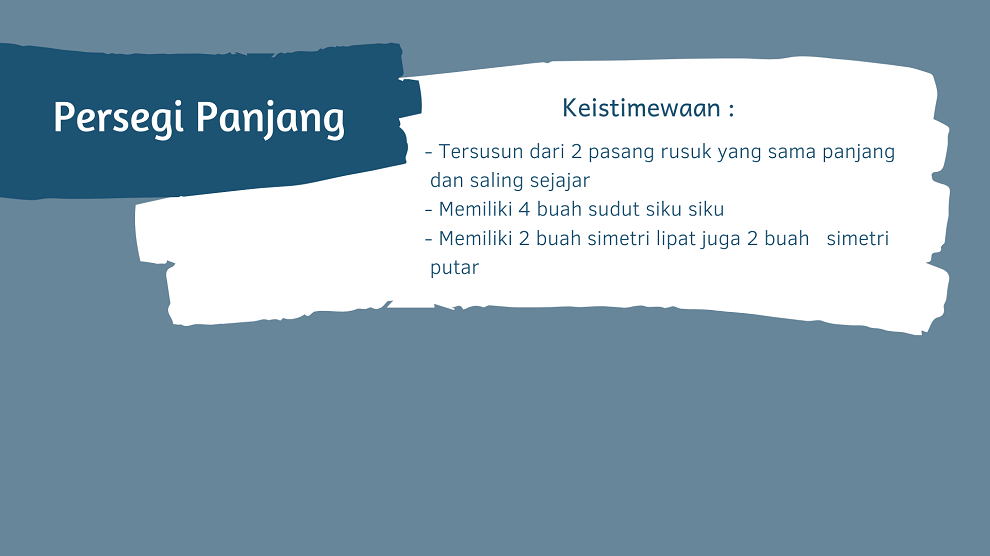 Persegi Panjang
Keistimewaan :
- Tersusun dari 2 pasang rusuk yang sama panjang
dan saling sejajar
- Memiliki 4 buah sudut siku siku
- Memiliki 2 buah simetri lipat juga 2 buah simetri
putar